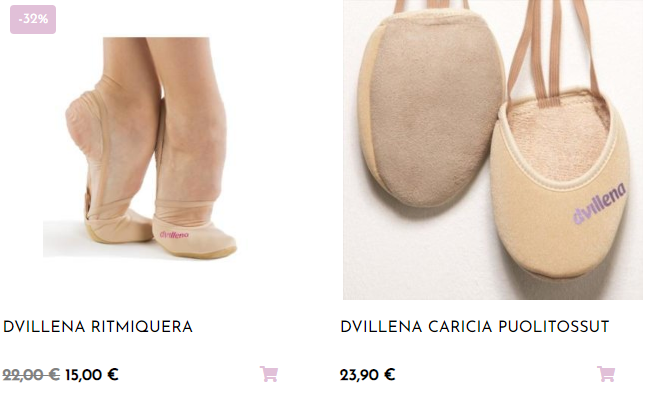 -32%
dvillena
dvillena
DVILLENA RITMIQUERA
DVILLENA CARICIA PUOLITOSSUT
22,00 € 15,00 €
23,90 €